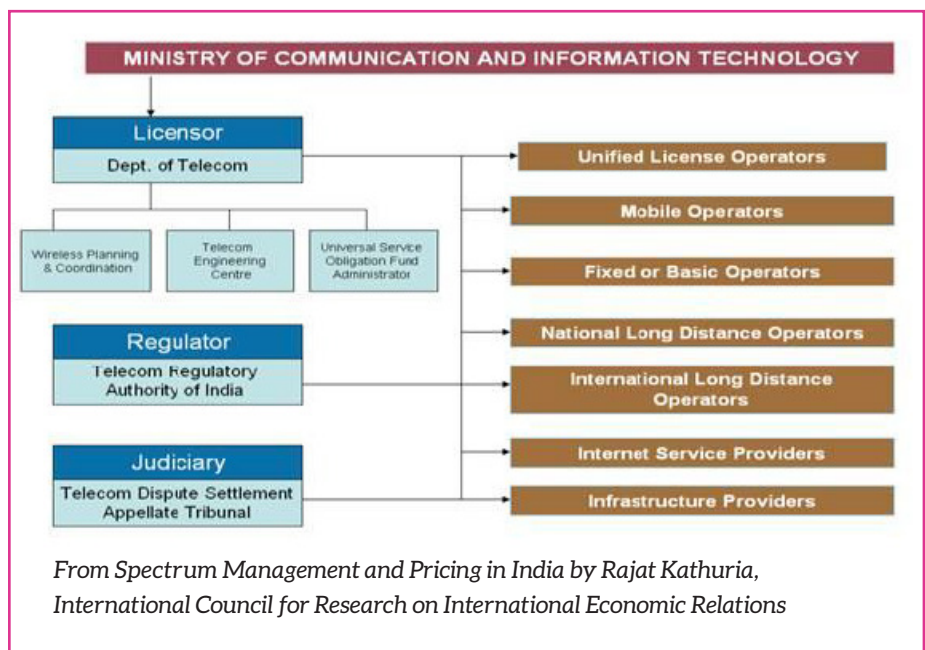 MINISTRY OF COMMUNICATION AND INFORMATION TECHNOLOGY
Licensor
Dept. of Telecom
Wireless Planning
& Coordination
Telecom
Engineering
Centre
Universal Service
Obligation Fund
Administrator
Regulator
Telecom Regulatory
Authority of India
Judiciary
Telecom Dispute Settlement
Appellate Tribunal
Unified License Operators
Mobile Operators
Fixed or Basic Operators
National Long Distance Operators
International Long Distance
Operators
Internet Service Providers
Infrastructure Providers
From Spectrum Management and Pricing in India by Rajat Kathuria,
International Council for Research on International Economic Relations